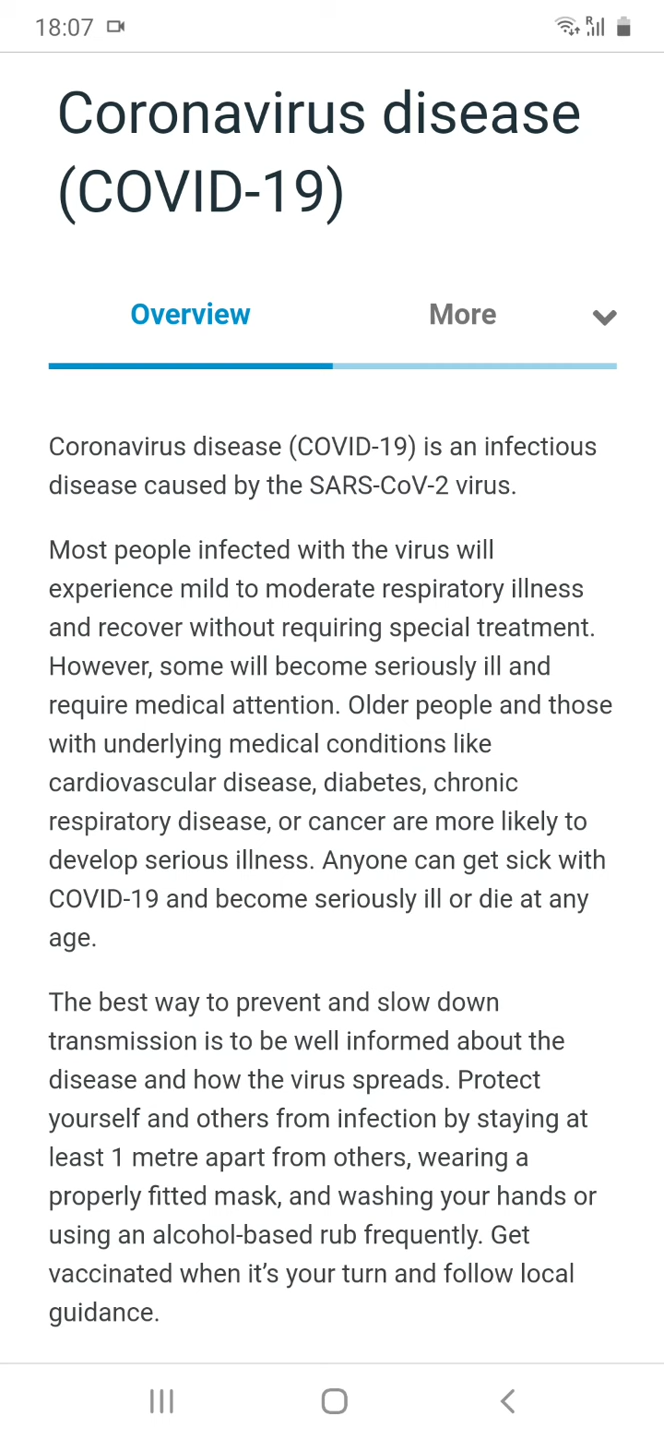 18:07
R
Coronavirus disease
(COVID-19)
Overview
More
Coronavirus disease (COVID-19) is an infectious
disease caused by the SARS-CoV-2 virus.
Most people infected with the virus will
experience mild to moderate respiratory illness
and recover without requiring special treatment.
However, some will become seriously ill and
require medical attention. Older people and those
with underlying medical conditions like
cardiovascular disease, diabetes, chronic
respiratory disease, or cancer are more likely to
develop serious illness. Anyone can get sick with
COVID-19 and become seriously ill or die at any
age.
The best way to prevent and slow down
transmission is to be well informed about the
disease and how the virus spreads. Protect
yourself and others from infection by staying at
least 1 metre apart from others, wearing a
properly fitted mask, and washing your hands or
using an alcohol-based rub frequently. Get
vaccinated when it’s your turn and follow local
guidance.